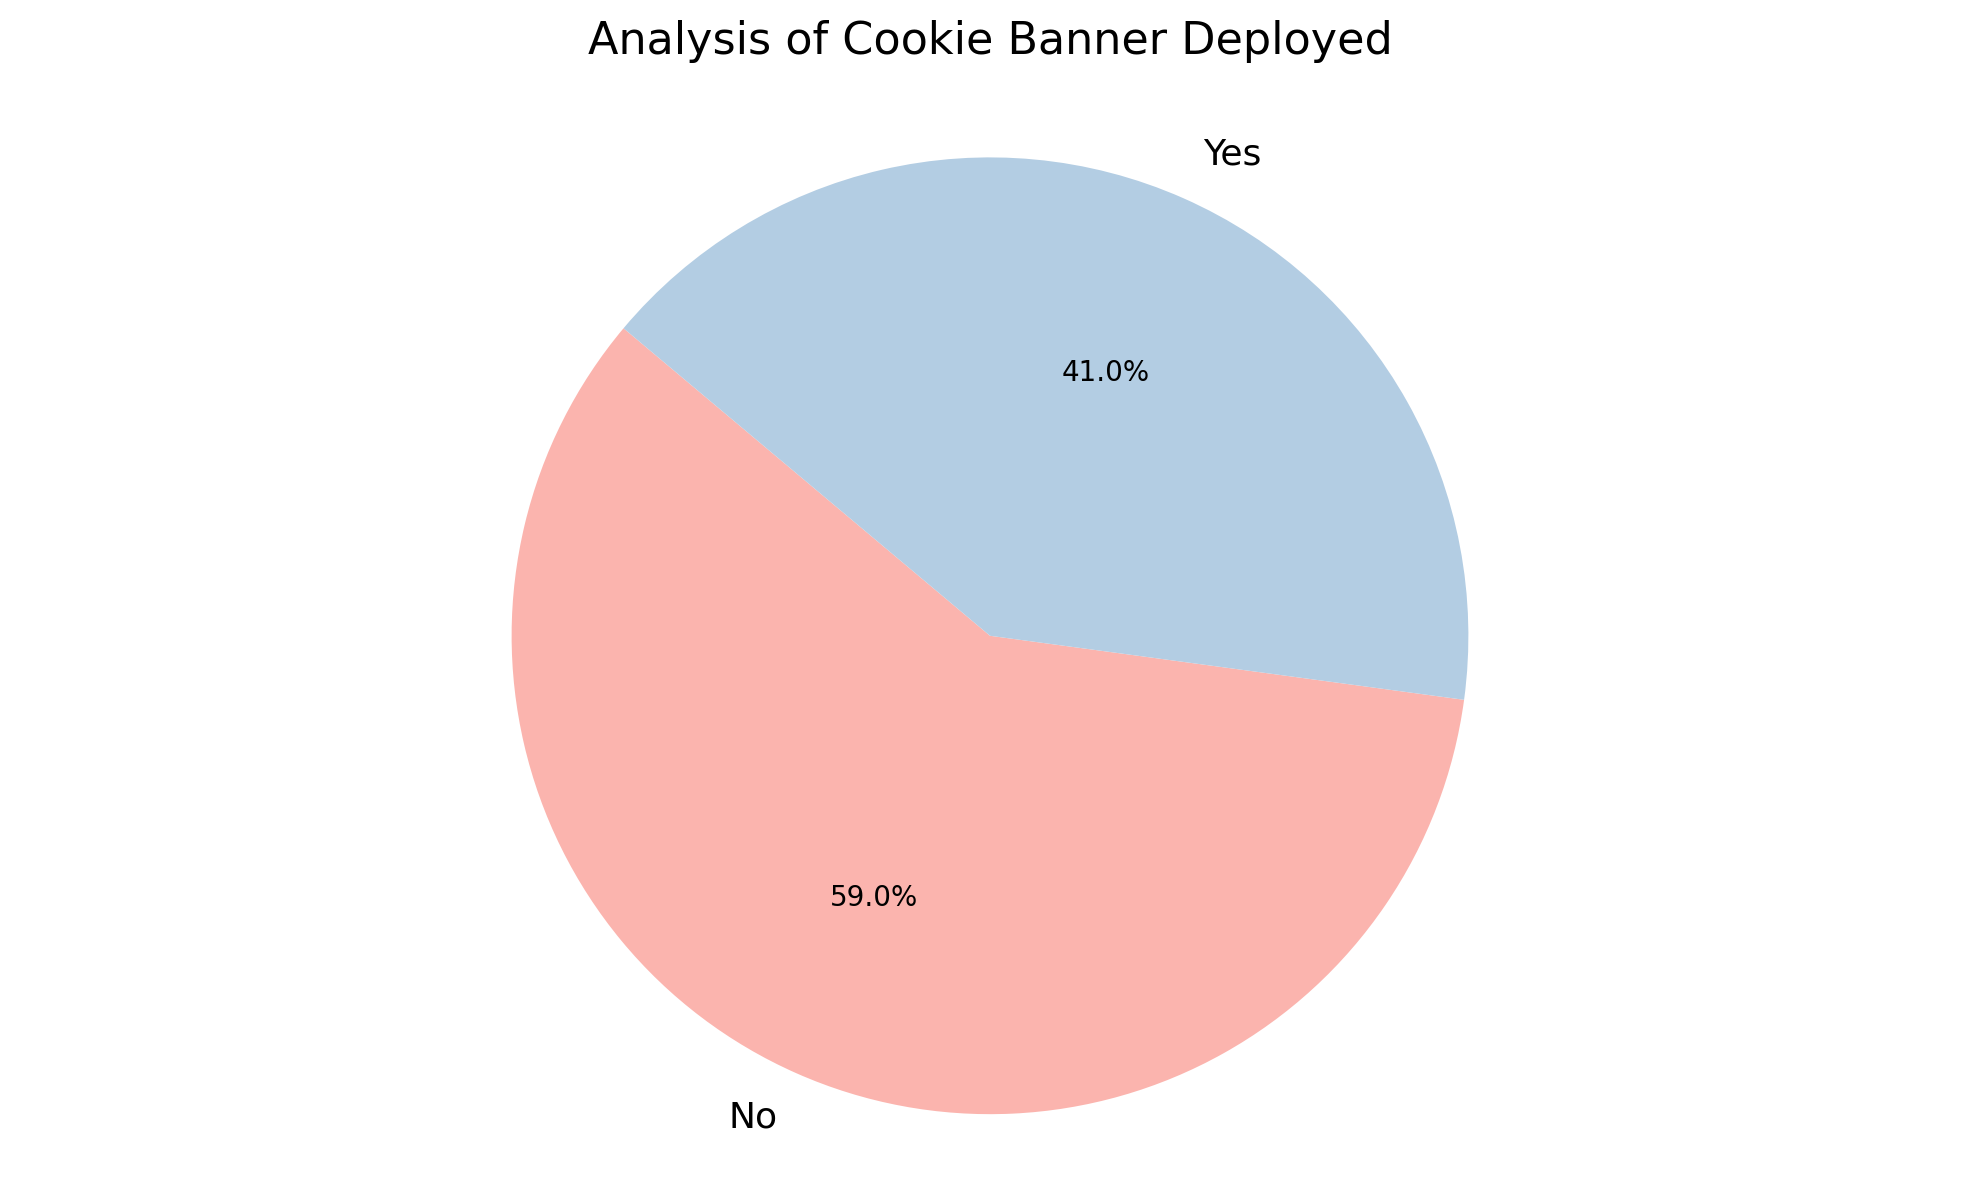 Analysis of Cookie Banner Deployed
Yes
41.0%
59.0%
No